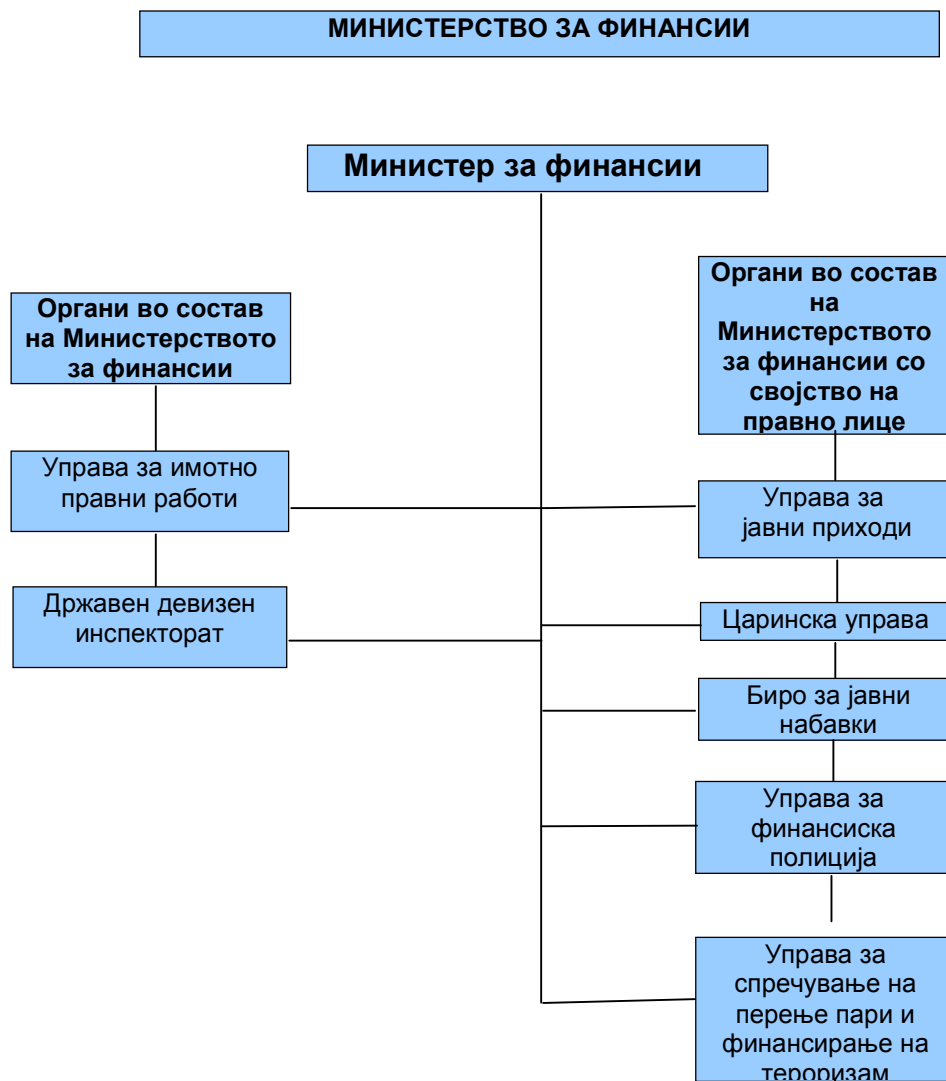 МИНИСТЕРСТВО ЗА ФИНАНСИИ
Министер за финансии
Органи во состав
на Министерството
за финансии
Управа за имотно
правни работи
Државен девизен
инспекторат
Органи во состав
на
Министерството
за финансии со
својство на
правно лице
Управа за
јавни приходи
Царинска управа
Биро за јавни
набавки
Управа за
финансиска
полиција
Управа за
спречување на
перење пари и
финансирање на
тероризам